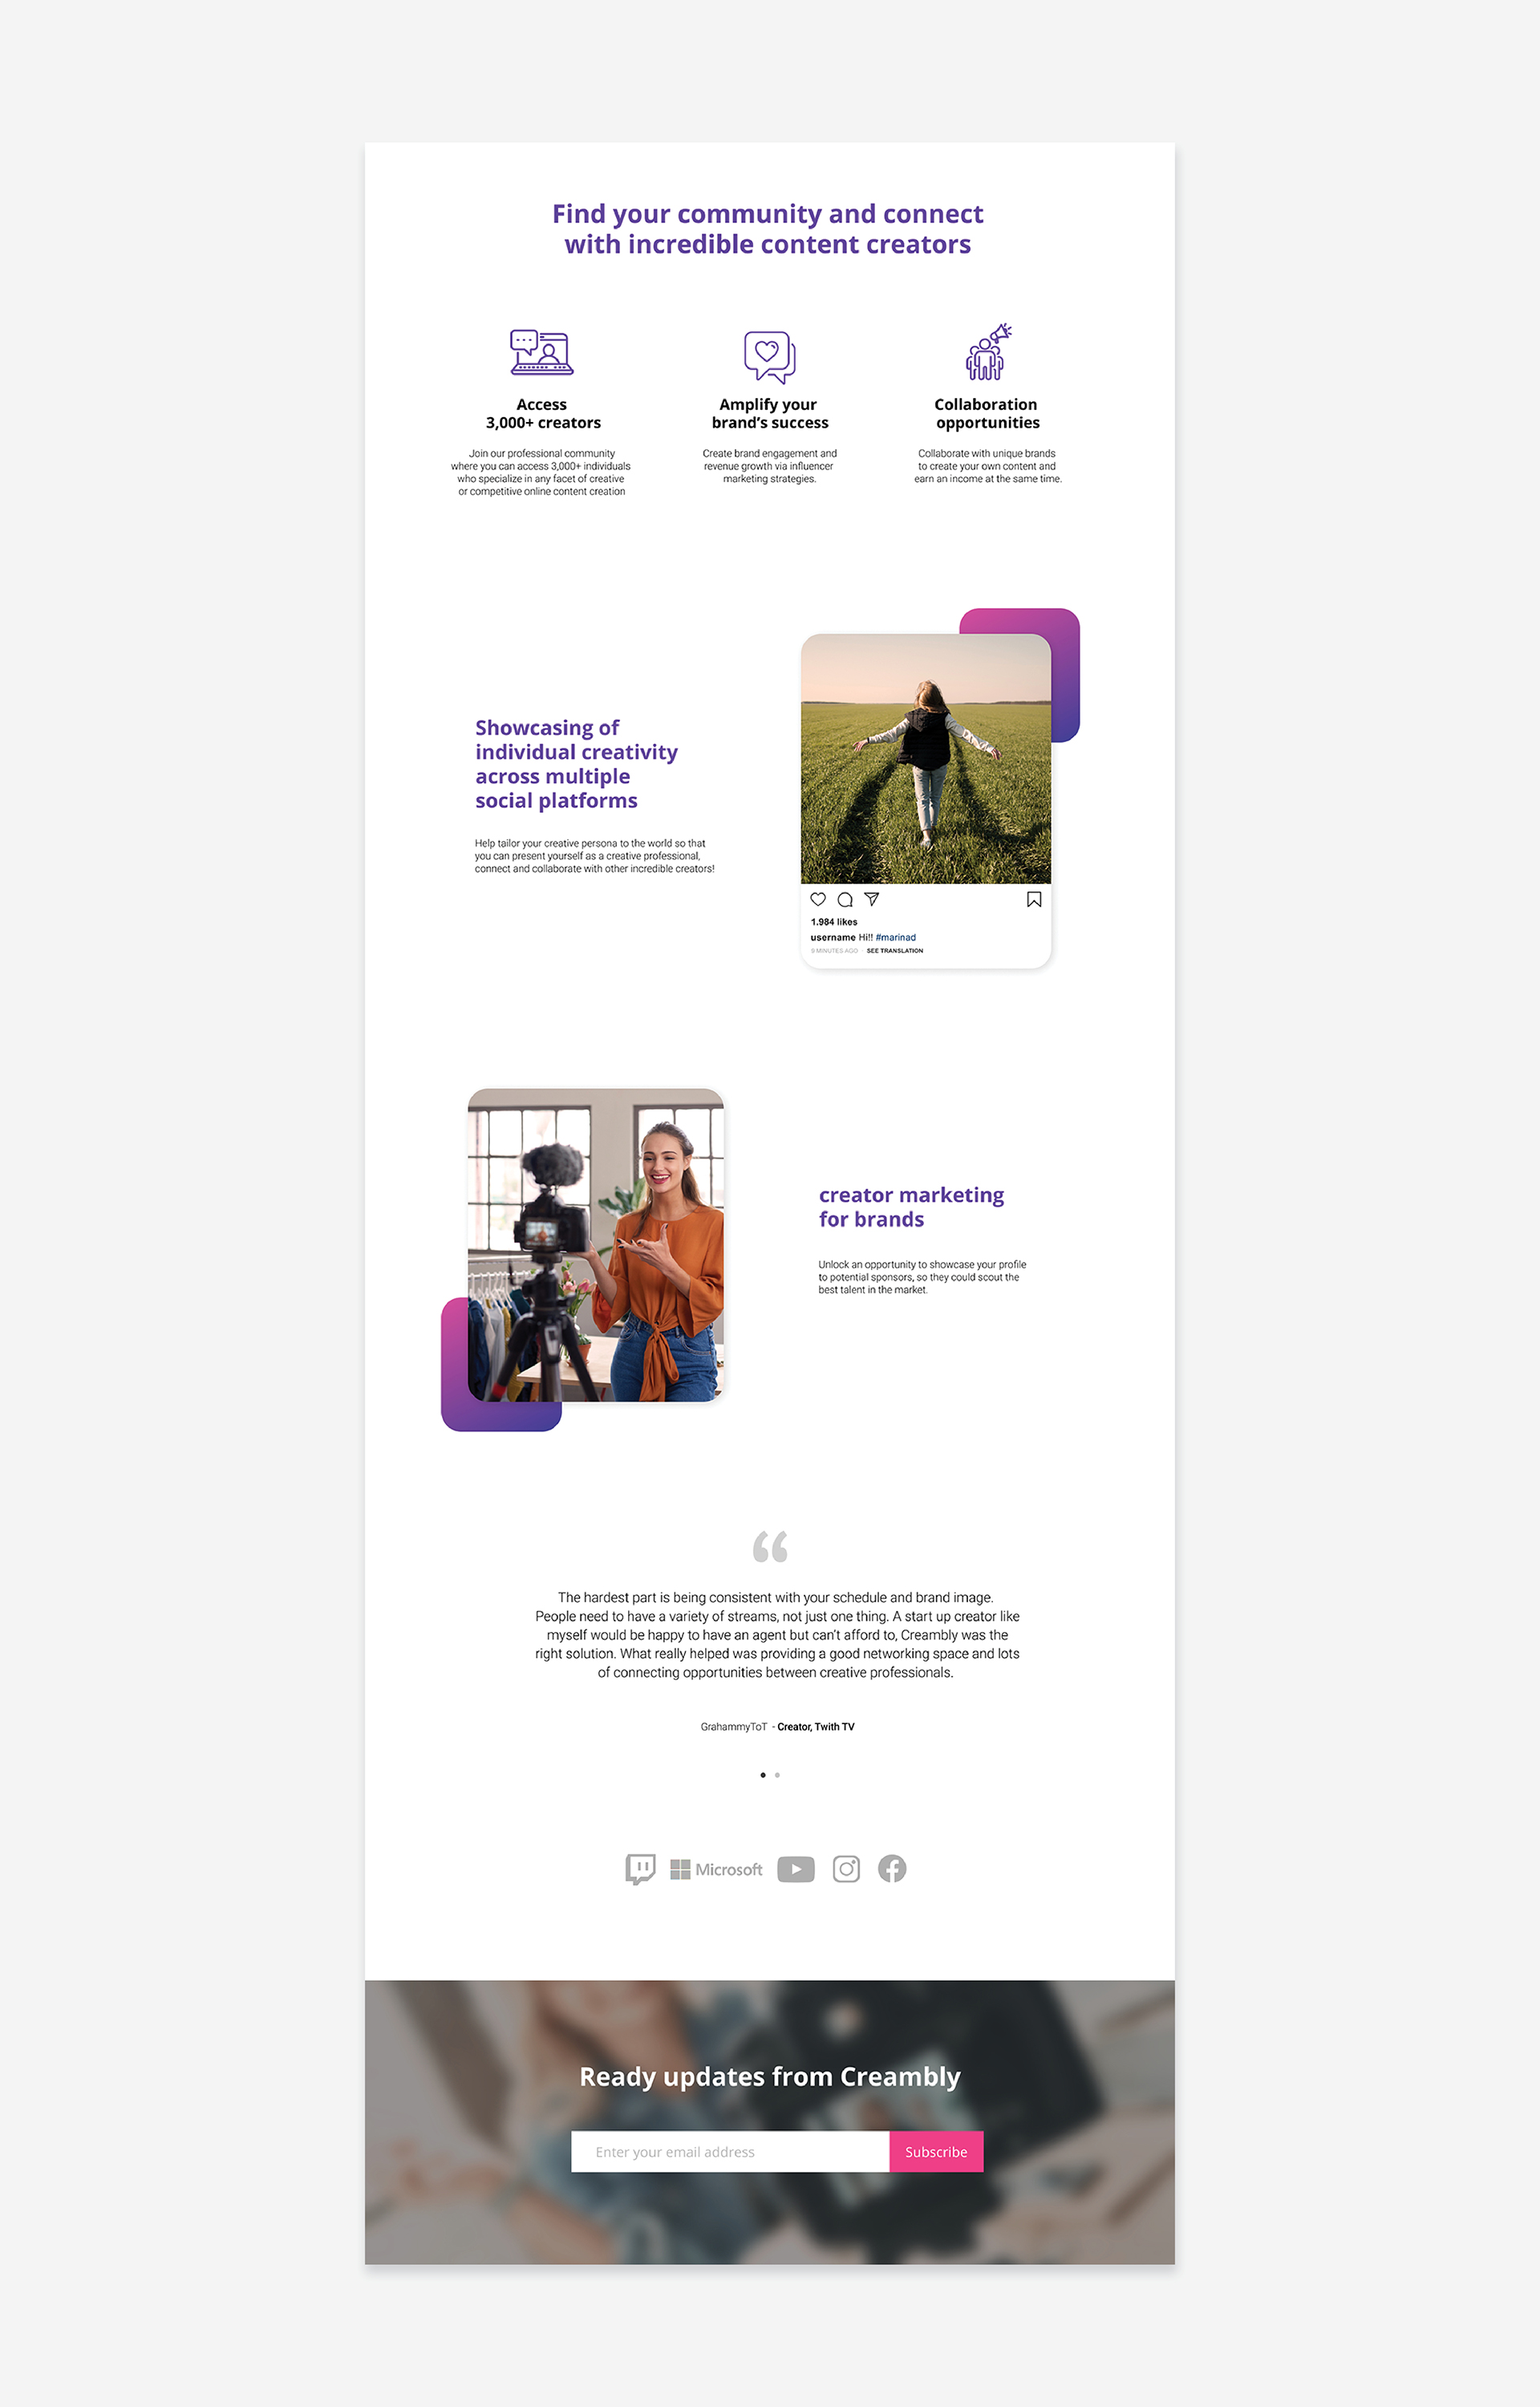 Find your community and connect
with incredible content creators
Access
3,000+ creators
Join our professional community
where you can access 3,000+ individuals
who specialize in any facet of creative
or competitive online content creation
Amplify your
brand’s success
Create brand engagement and
revenue growth via influencer
marketing strategies.
Collaboration
opportunities
Collaborate with unique brands
to create your own content and
earn an income at the same time.
Showcasing of
individual creativity
across multiple
social platforms
Help tailor your creative persona to the world so that
you can present yourself as a creative professional,
connect and collaborate with other incredible creators!
1.984 likes
username Hi!! #marinad
9 MINUTES AGO · SEE TRANSLATION
creator marketing
for brands
Unlock an opportunity to showcase your profile
to potential sponsors, so they could scout the
best talent in the market.
“
The hardest part is being consistent with your schedule and brand image.
People need to have a variety of streams, not just one thing. A start up creator like
myself would be happy to have an agent but can’t afford to, Creambly was the
right solution. What really helped was providing a good networking space and lots
of connecting opportunities between creative professionals.
GrahammyToT - Creator, Twith TV
Microsoft
Ready updates from Creambly
Enter your email address
Subscribe